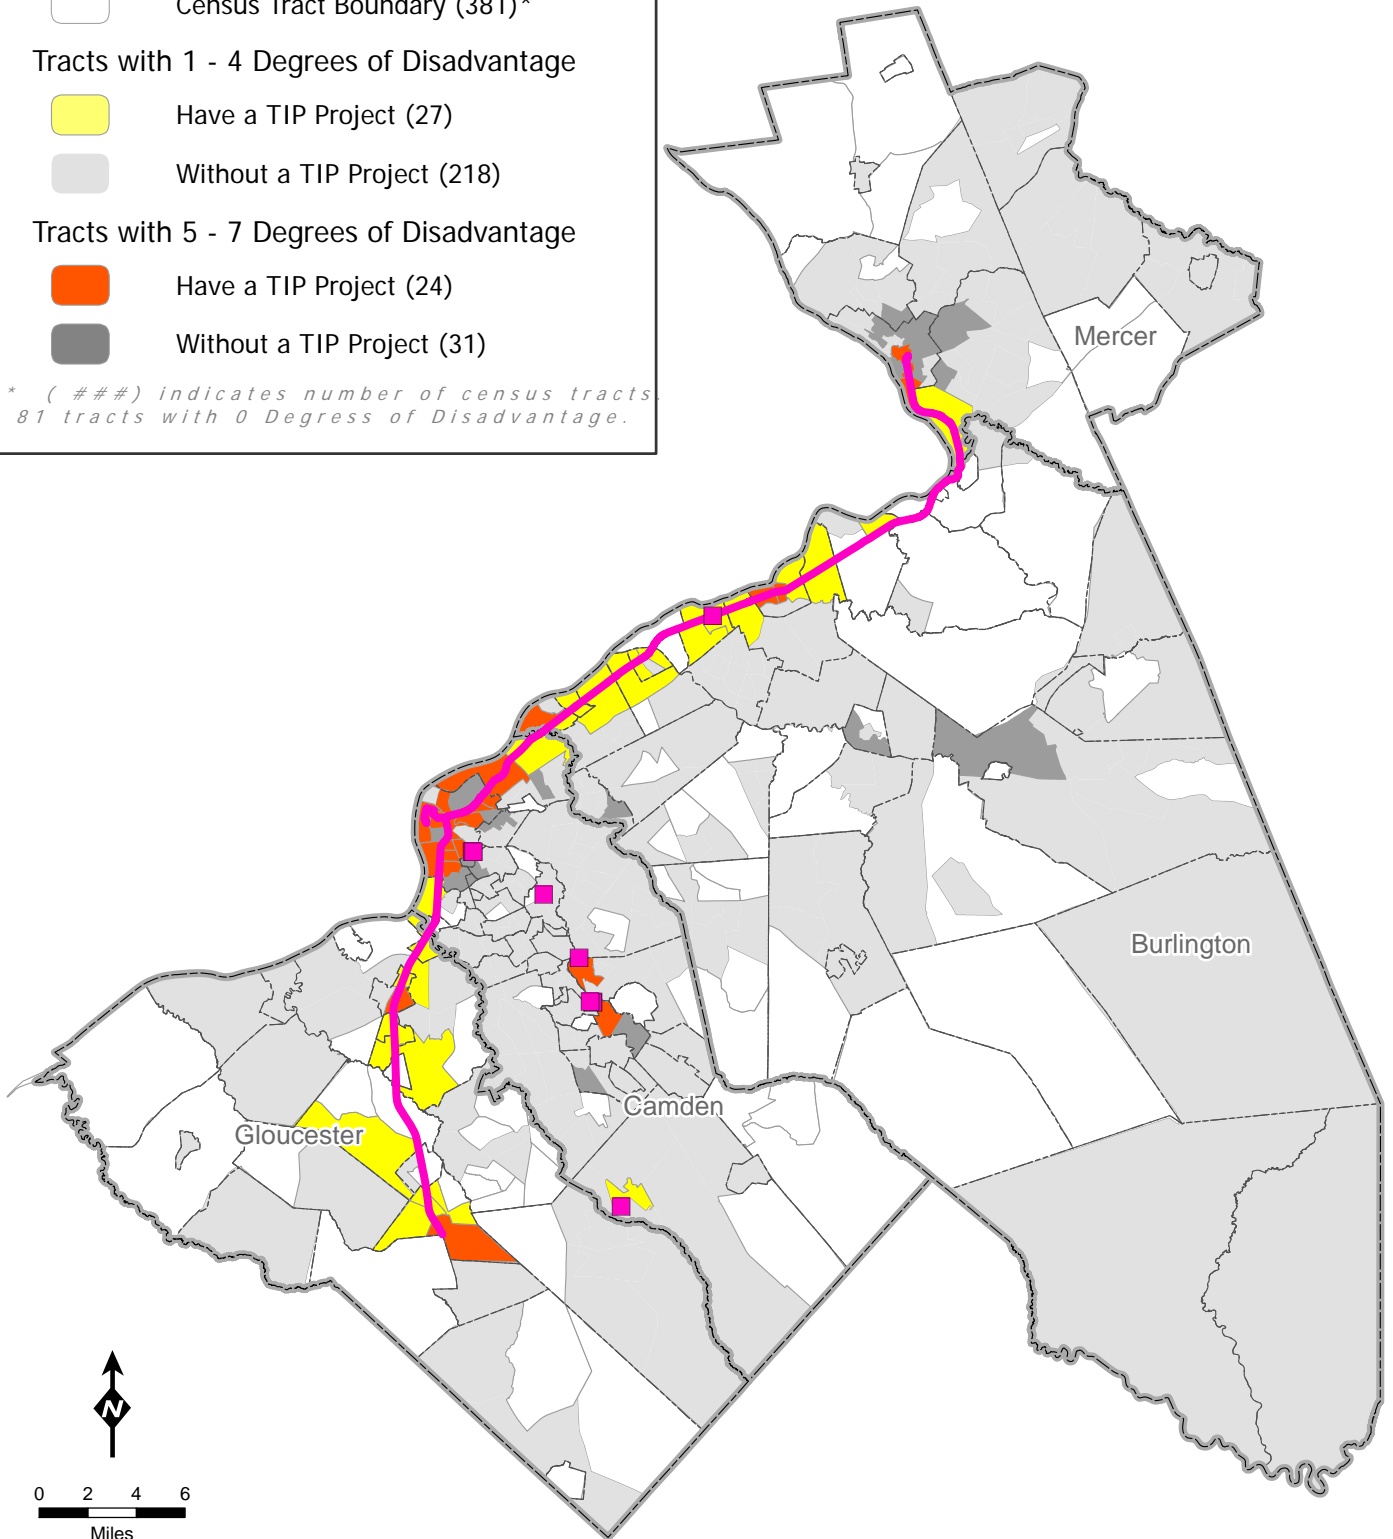 Census Tract Boundary (381)*
Tracts with 1 - 4 Degrees of Disadvantage
Have a TIP Project (27)
Without a TIP Project (218)
Tracts with 5 - 7 Degrees of Disadvantage
Have a TIP Project (24)
Without a TIP Project (31)
* ( ###) indicates number of census tracts.
81 tracts with 0 Degress of Disadvantage.
Mercer
Burlington
Camden
Gloucester
N
0 2 4 6
Miles